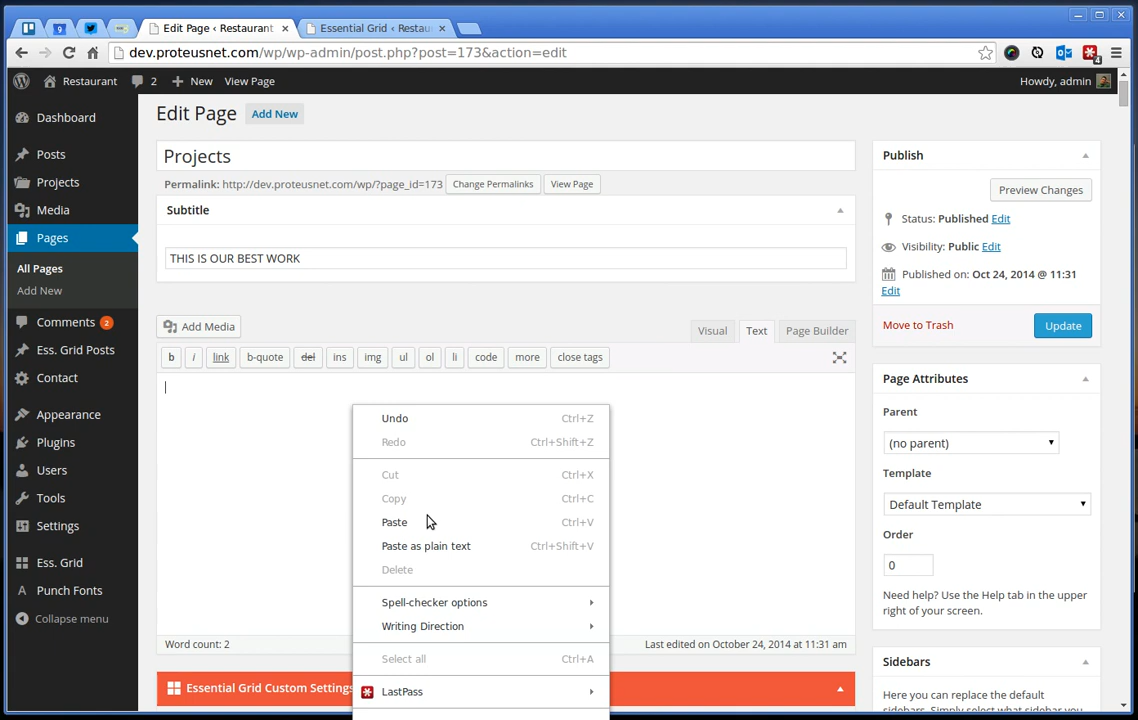 Edit Page ‹ Restaurant
Essential Grid ‹ Restau
dev.proteusnet.com/wp/wp-admin/post.php?post=173&action=edit
4
Restaurant
2
New
View Page
Howdy, admin
Dashboard
Posts
Projects
Media
Pages
All Pages
Add New
Comments 2
Ess. Grid Posts
Contact
Appearance
Plugins
Users
Tools
Settings
Ess. Grid
Punch Fonts
Collapse menu
Edit Page
Add New
Projects
Permalink: http://dev.proteusnet.com/wp/?page_id=173
Change Permalinks
View Page
Subtitle
THIS IS OUR BEST WORK
Add Media
Visual
Text
Page Builder
b
i
link
b-quote
del
ins
img
ul
ol
li
code
more
close tags
Undo Ctrl+Z
Redo Ctrl+Shift+Z
Cut Ctrl+X
Copy Ctrl+C
Paste Ctrl+V
Paste as plain text Ctrl+Shift+V
Delete
Spell-checker options
Writing Direction
Select all Ctrl+A
LastPass
Word count: 2
Last edited on October 24, 2014 at 11:31 am
Essential Grid Custom Settings
Publish
Preview Changes
Status: Published Edit
Visibility: Public Edit
Published on: Oct 24, 2014 @ 11:31
Edit
Move to Trash
Update
Page Attributes
Parent
(no parent)
Template
Default Template
Order
0
Need help? Use the Help tab in the upper
right of your screen.
Sidebars
Here you can replace the default
sidebars. Simply select what sidebar you